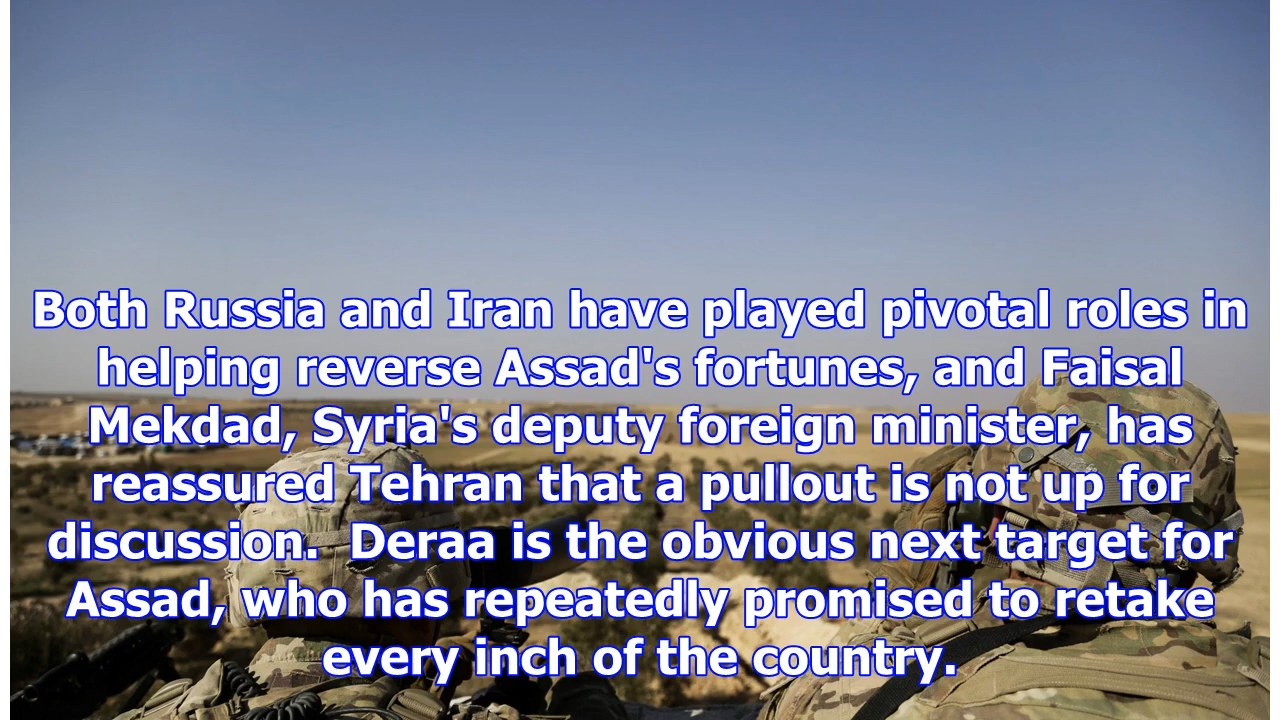 Both Russia and Iran have played pivotal roles in
helping reverse Assad's fortunes, and Faisal
Mekdad, Syria's deputy foreign minister, has
reassured Tehran that a pullout is not up for
discussion.  Deraa is the obvious next target for
Assad, who has repeatedly promised to retake
every inch of the country.